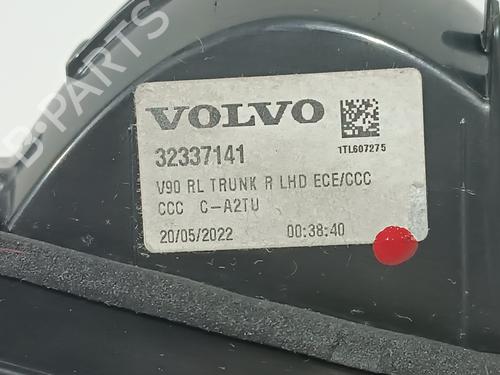 B-PARTS
VOLVO
32337141
1TL607275
V90 RL TRUNK R LHD ECE/CCC
CCC C-A2TU
20/05/2022 00:38:40